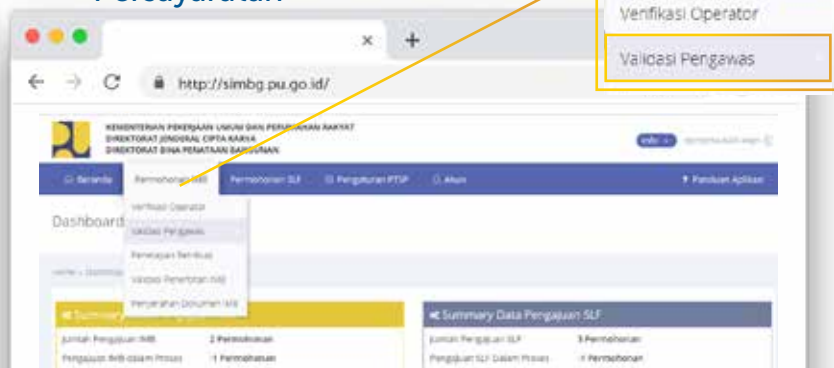 Persyaratan
Verifikasi Operator
Validasi Pengawas
http://simbg.pu.go.id/
KEMENTERIAN PEKERJAAN UMUM DAN PERUMAHAN RAKYAT
DIREKTORAT JENDERAL CIPTA KARYA
DIREKTORAT BINA PENATAAN BANGUNAN
Beranda Permohonan IMB Permohonan SLF Pengaturan PTSP Akun Panduan Aplikasi
Verifikasi Operator
Dashboard
Validasi Pengawas
Penetapan Retribusi
Validasi Penerbitan IMB
Penyerahan Dokumen IMB
Summary
Summary Data Pengajuan SLF
Jumlah Pengajuan IMB 2 Permohonan
Jumlah Pengajuan SLF 3 Permohonan
Pengajuan IMB dalam Proses -1 Permohonan
Pengajuan SLF Dalam Proses -1 Permohonan